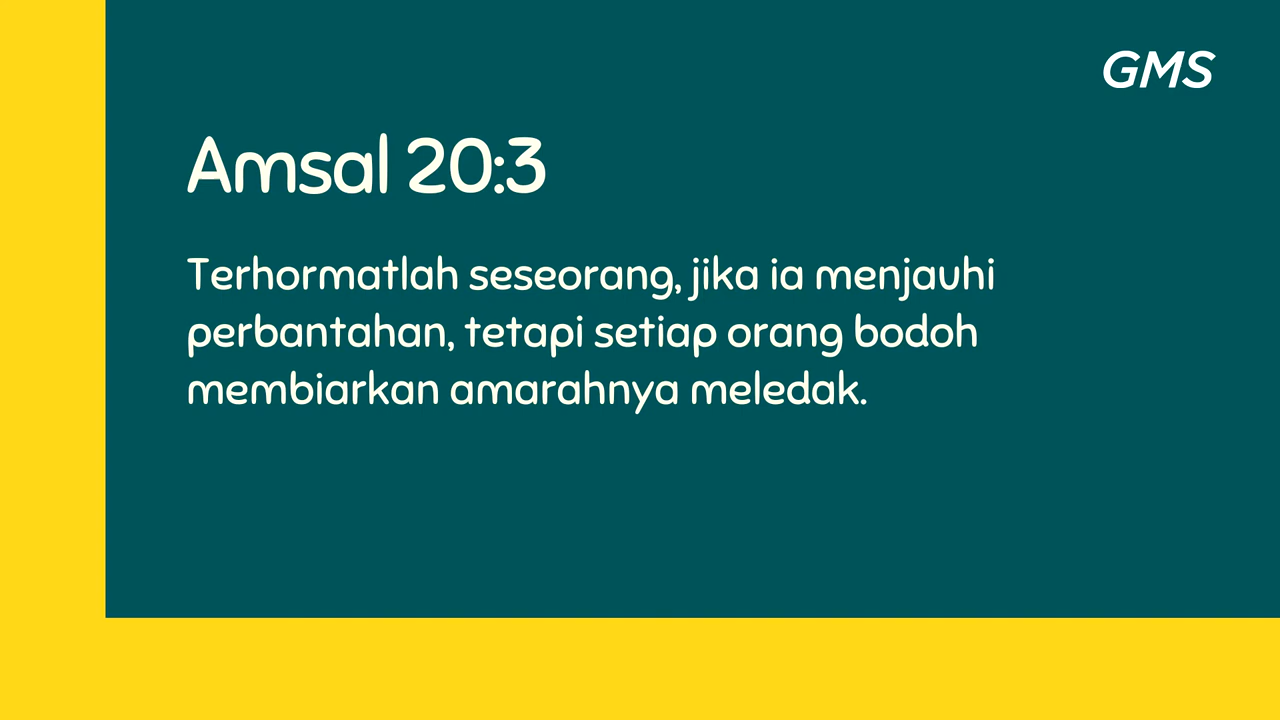 GMS
Amsal 20:3
Terhormatlah seseorang, jika ia menjauhi
perbantahan, tetapi setiap orang bodoh
membiarkan amarahnya meledak.